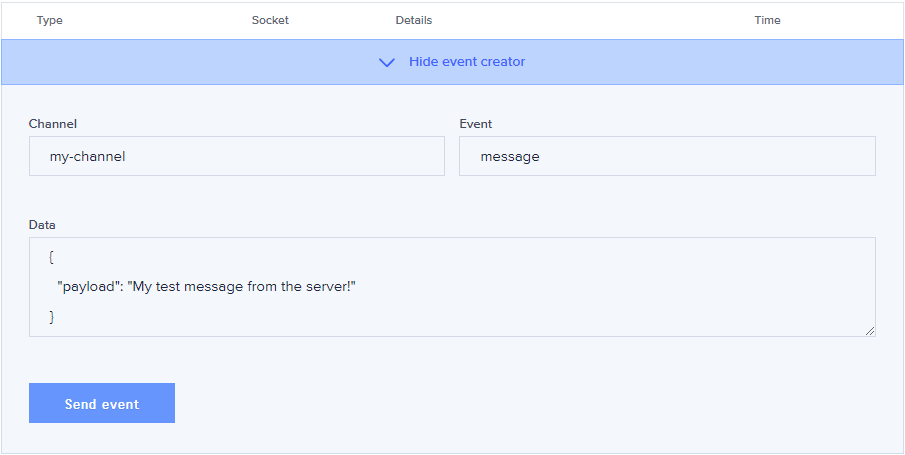 Type Socket Details Time
Hide event creator
Channel Event
my-channel message
Data
{
"payload": "My test message from the server!"
}
Send event